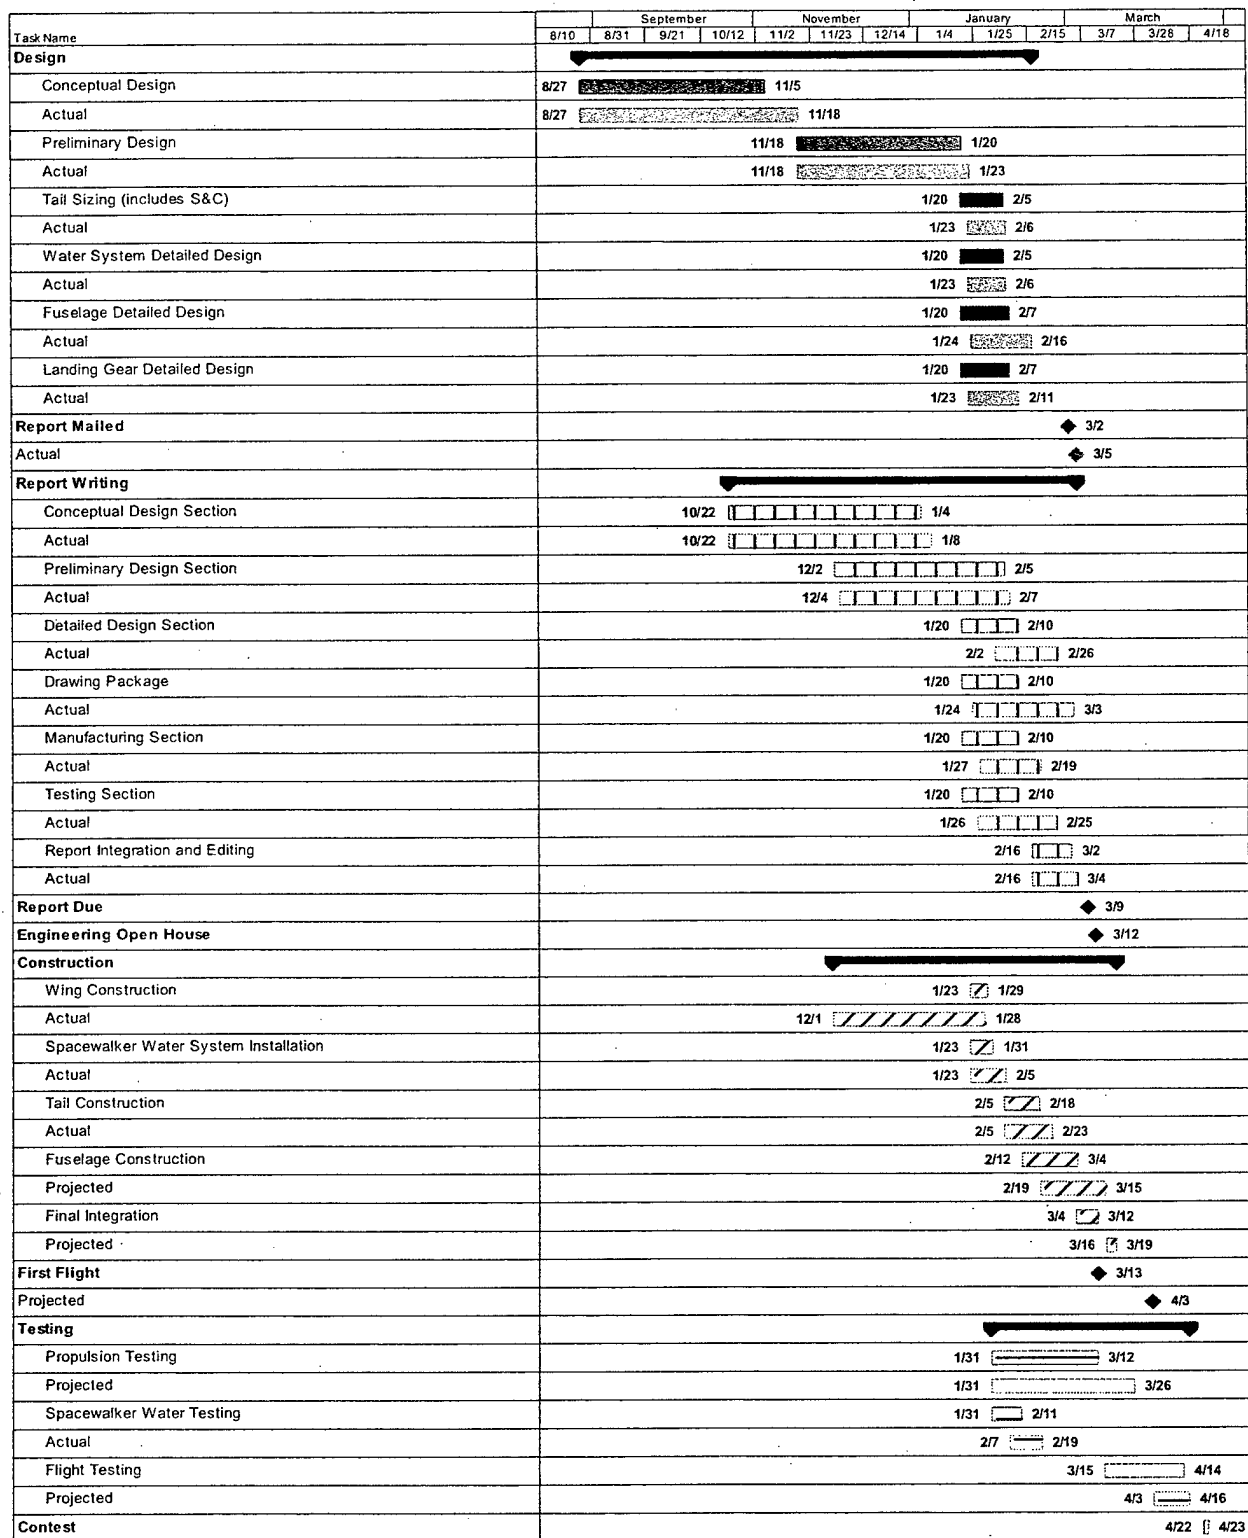 September November January March
Task Name 8/10 8/31 9/21 10/12 11/2 11/23 12/14 1/4 1/25 2/15 3/7 3/28 4/18
Design
Conceptual Design 8/27 11/5
Actual 8/27 11/18
Preliminary Design 11/18 1/20
Actual 11/18 1/23
Tail Sizing (includes S&C) 1/20 2/5
Actual 1/23 2/6
Water System Detailed Design 1/20 2/5
Actual 1/23 2/6
Fuselage Detailed Design 1/20 2/7
Actual 1/24 2/16
Landing Gear Detailed Design 1/20 2/7
Actual 1/23 2/11
Report Mailed 3/2
Actual 3/5
Report Writing
Conceptual Design Section 10/22 1/4
Actual 10/22 1/8
Preliminary Design Section 12/2 2/5
Actual 12/4 2/7
Detailed Design Section 1/20 2/10
Actual 2/2 2/26
Drawing Package 1/20 2/10
Actual 1/24 3/3
Manufacturing Section 1/20 2/10
Actual 1/27 2/19
Testing Section 1/20 2/10
Actual 1/26 2/25
Report Integration and Editing 2/16 3/2
Actual 2/16 3/4
Report Due 3/9
Engineering Open House 3/12
Construction
Wing Construction 1/23 1/29
Actual 12/1 1/28
Spacewalker Water System Installation 1/23 1/31
Actual 1/23 2/5
Tail Construction 2/5 2/18
Actual 2/5 2/23
Fuselage Construction 2/12 3/4
Projected 2/19 3/15
Final Integration 3/4 3/12
Projected 3/16 3/19
First Flight 3/13
Projected 4/3
Testing
Propulsion Testing 1/31 3/12
Projected 1/31 3/26
Spacewalker Water Testing 1/31 2/11
Actual 2/7 2/19
Flight Testing 3/15 4/14
Projected 4/3 4/16
Contest 4/22 4/23